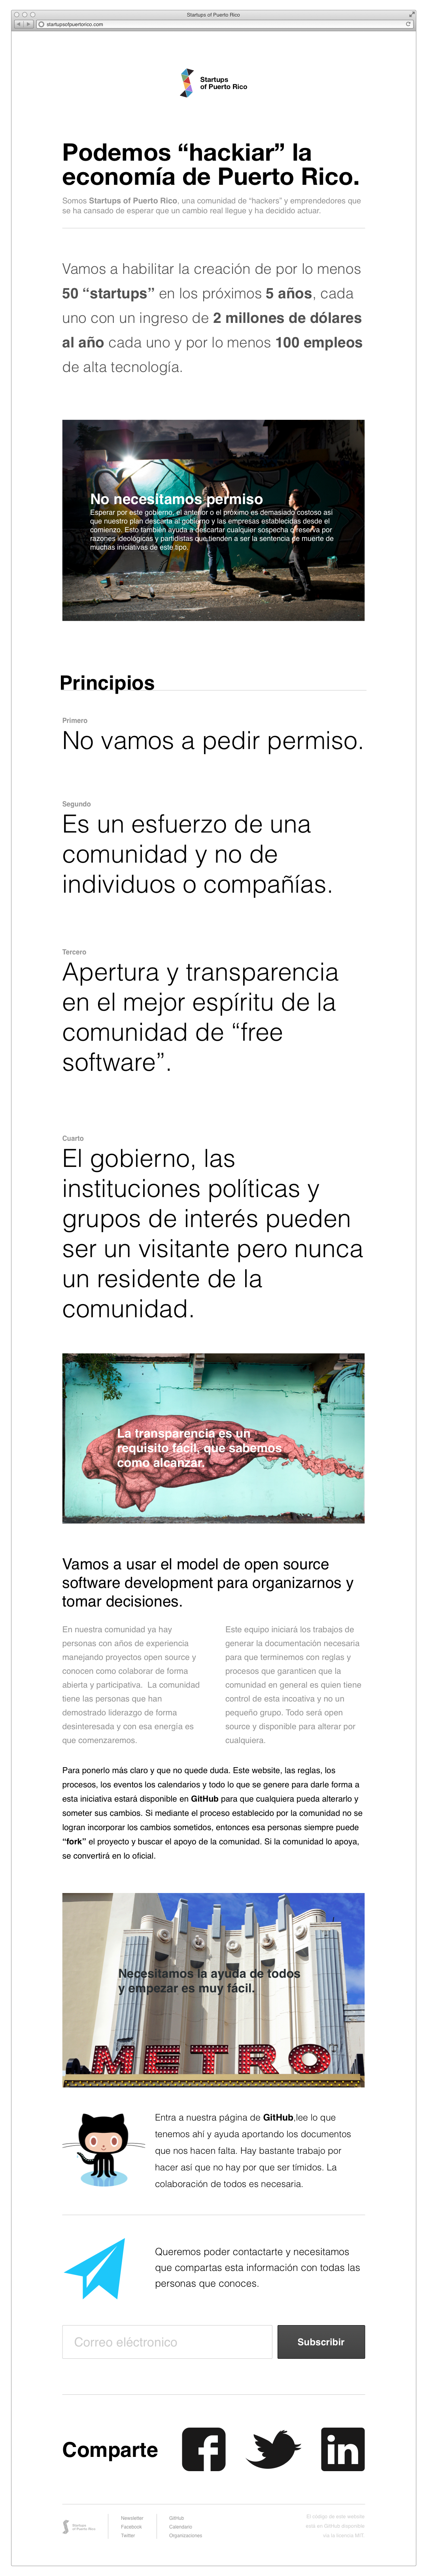 Startups of Puerto Rico
startupsofpuertorico.com
Startups
of Puerto Rico
Podemos “hackiar” la
economía de Puerto Rico.
Somos Startups of Puerto Rico, una comunidad de “hackers” y emprendedores que
se ha cansado de esperar que un cambio real llegue y ha decidido actuar.
Vamos a habilitar la creación de por lo menos
50 “startups” en los próximos 5 años, cada
uno con un ingreso de 2 millones de dólares
al año cada uno y por lo menos 100 empleos
de alta tecnología.
No necesitamos permiso
Esperar por este gobierno, el anterior o el próximo es demasiado costoso asi
que nuestro plan descarta al gobierno y las empresas establecidas desde el
comienzo. Esto también ayuda a descartar cualquier sospecha o reserva por
razones ideológicas y partidistas que tienden a ser la sentencia de muerte de
muchas iniciativas de este tipo.
Principios
Primero
No vamos a pedir permiso.
Segundo
Es un esfuerzo de una
comunidad y no de
individuos o compañías.
Tercero
Apertura y transparencia
en el mejor espíritu de la
comunidad de “free
software”.
Cuarto
El gobierno, las
instituciones políticas y
grupos de interés pueden
ser un visitante pero nunca
un residente de la
comunidad.
La transparencia es un
requisito fácil, que sabemos
como alcanzar.
Vamos a usar el model de open source
software development para organizarnos y
tomar decisiones.
En nuestra comunidad ya hay
personas con años de experiencia
manejando proyectos open source y
conocen como colaborar de forma
abierta y participativa.  La comunidad
tiene las personas que han
demostrado liderazgo de forma
desinteresada y con esa energía es
que comenzaremos.
Este equipo iniciará los trabajos de
generar la documentación necesaria
para que terminemos con reglas y
procesos que garanticen que la
comunidad en general es quien tiene
control de esta incoativa y no un
pequeño grupo. Todo será open
source y disponible para alterar por
cualquiera.
Para ponerlo más claro y que no quede duda. Este website, las reglas, los
procesos, los eventos los calendarios y todo lo que se genere para darle forma a
esta iniciativa estará disponible en GitHub para que cualquiera pueda alterarlo y
someter sus cambios. Si mediante el proceso establecido por la comunidad no se
logran incorporar los cambios sometidos, entonces esa personas siempre puede
“fork” el proyecto y buscar el apoyo de la comunidad. Si la comunidad lo apoya,
se convertirá en lo oficial.
Necesitamos la ayuda de todos
y empezar es muy fácil.
METRO
Entra a nuestra página de GitHub,lee lo que
tenemos ahí y ayuda aportando los documentos
que nos hacen falta. Hay bastante trabajo por
hacer así que no hay por que ser tímidos. La
colaboración de todos es necesaria.
Queremos poder contactarte y necesitamos
que compartas esta información con todas las
personas que conoces.
Correo eléctronico
Subscribir
Comparte
Startups
of Puerto Rico
Newsletter
Facebook
Twitter
GitHub
Calendario
Organizaciones
El código de este website
está en GitHub disponible
via la licencia MIT.